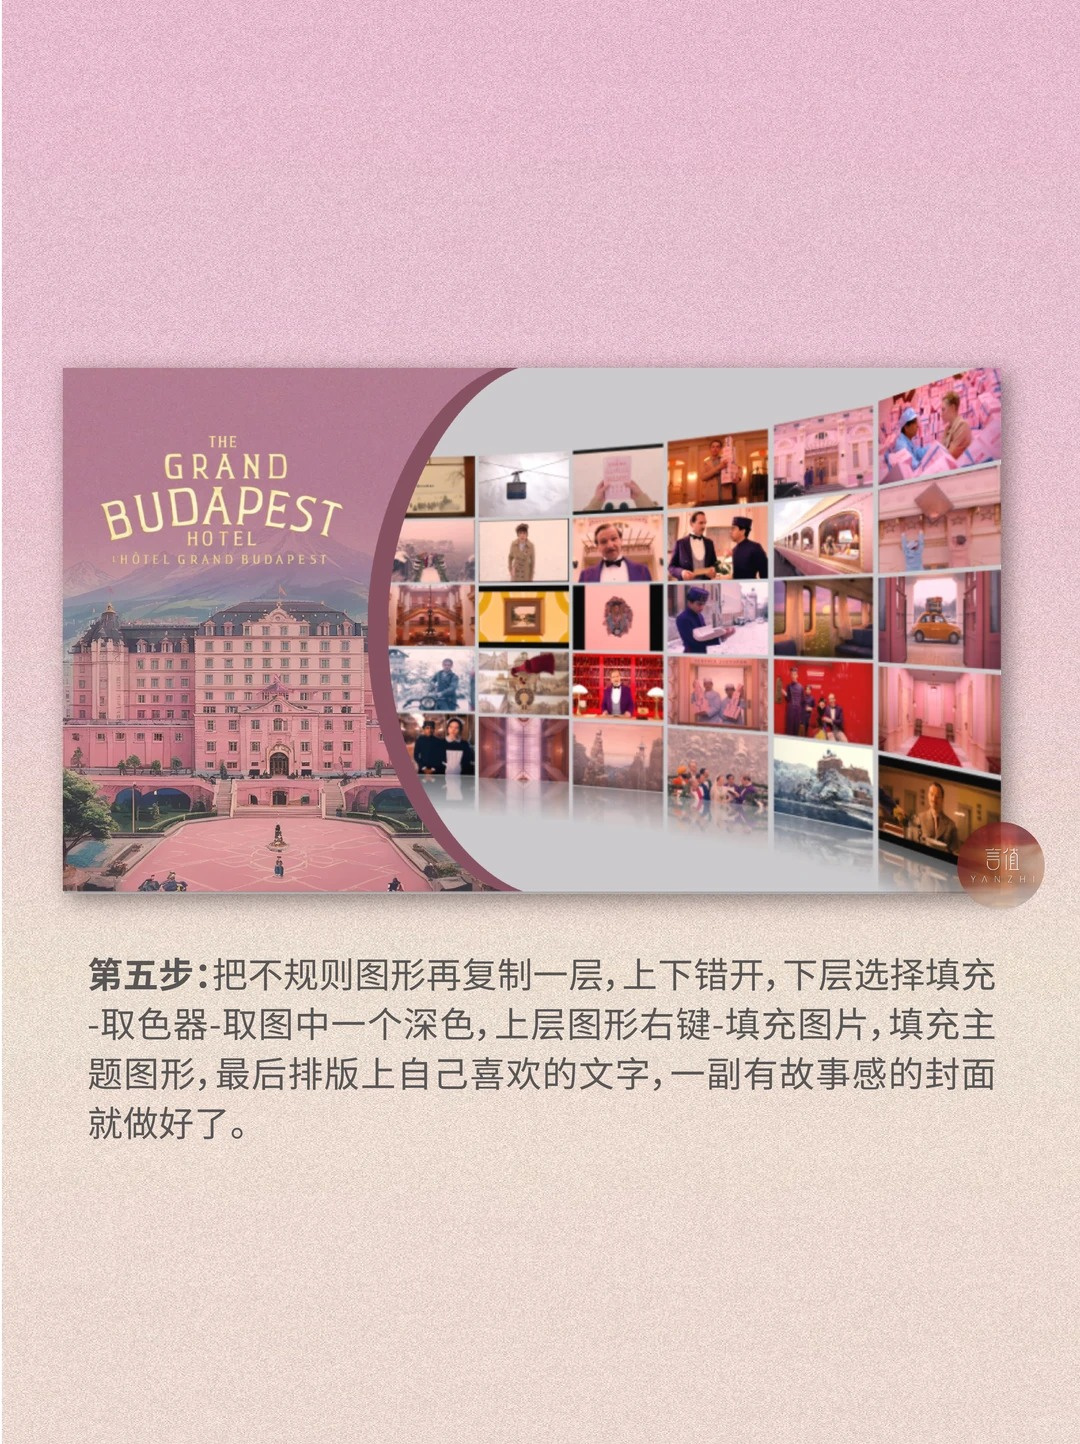 THE
GRAND
BUDAPEST
HOTEL
L'HÔTEL GRAND BUDAPEST
言值
YANZHI
第五步：把不规则图形再复制一层，上下错开，下层选择填充
-取色器-取图中一个深色，上层图形右键-填充图片，填充主
题图形，最后排版上自己喜欢的文字，一副有故事感的封面
就做好了。